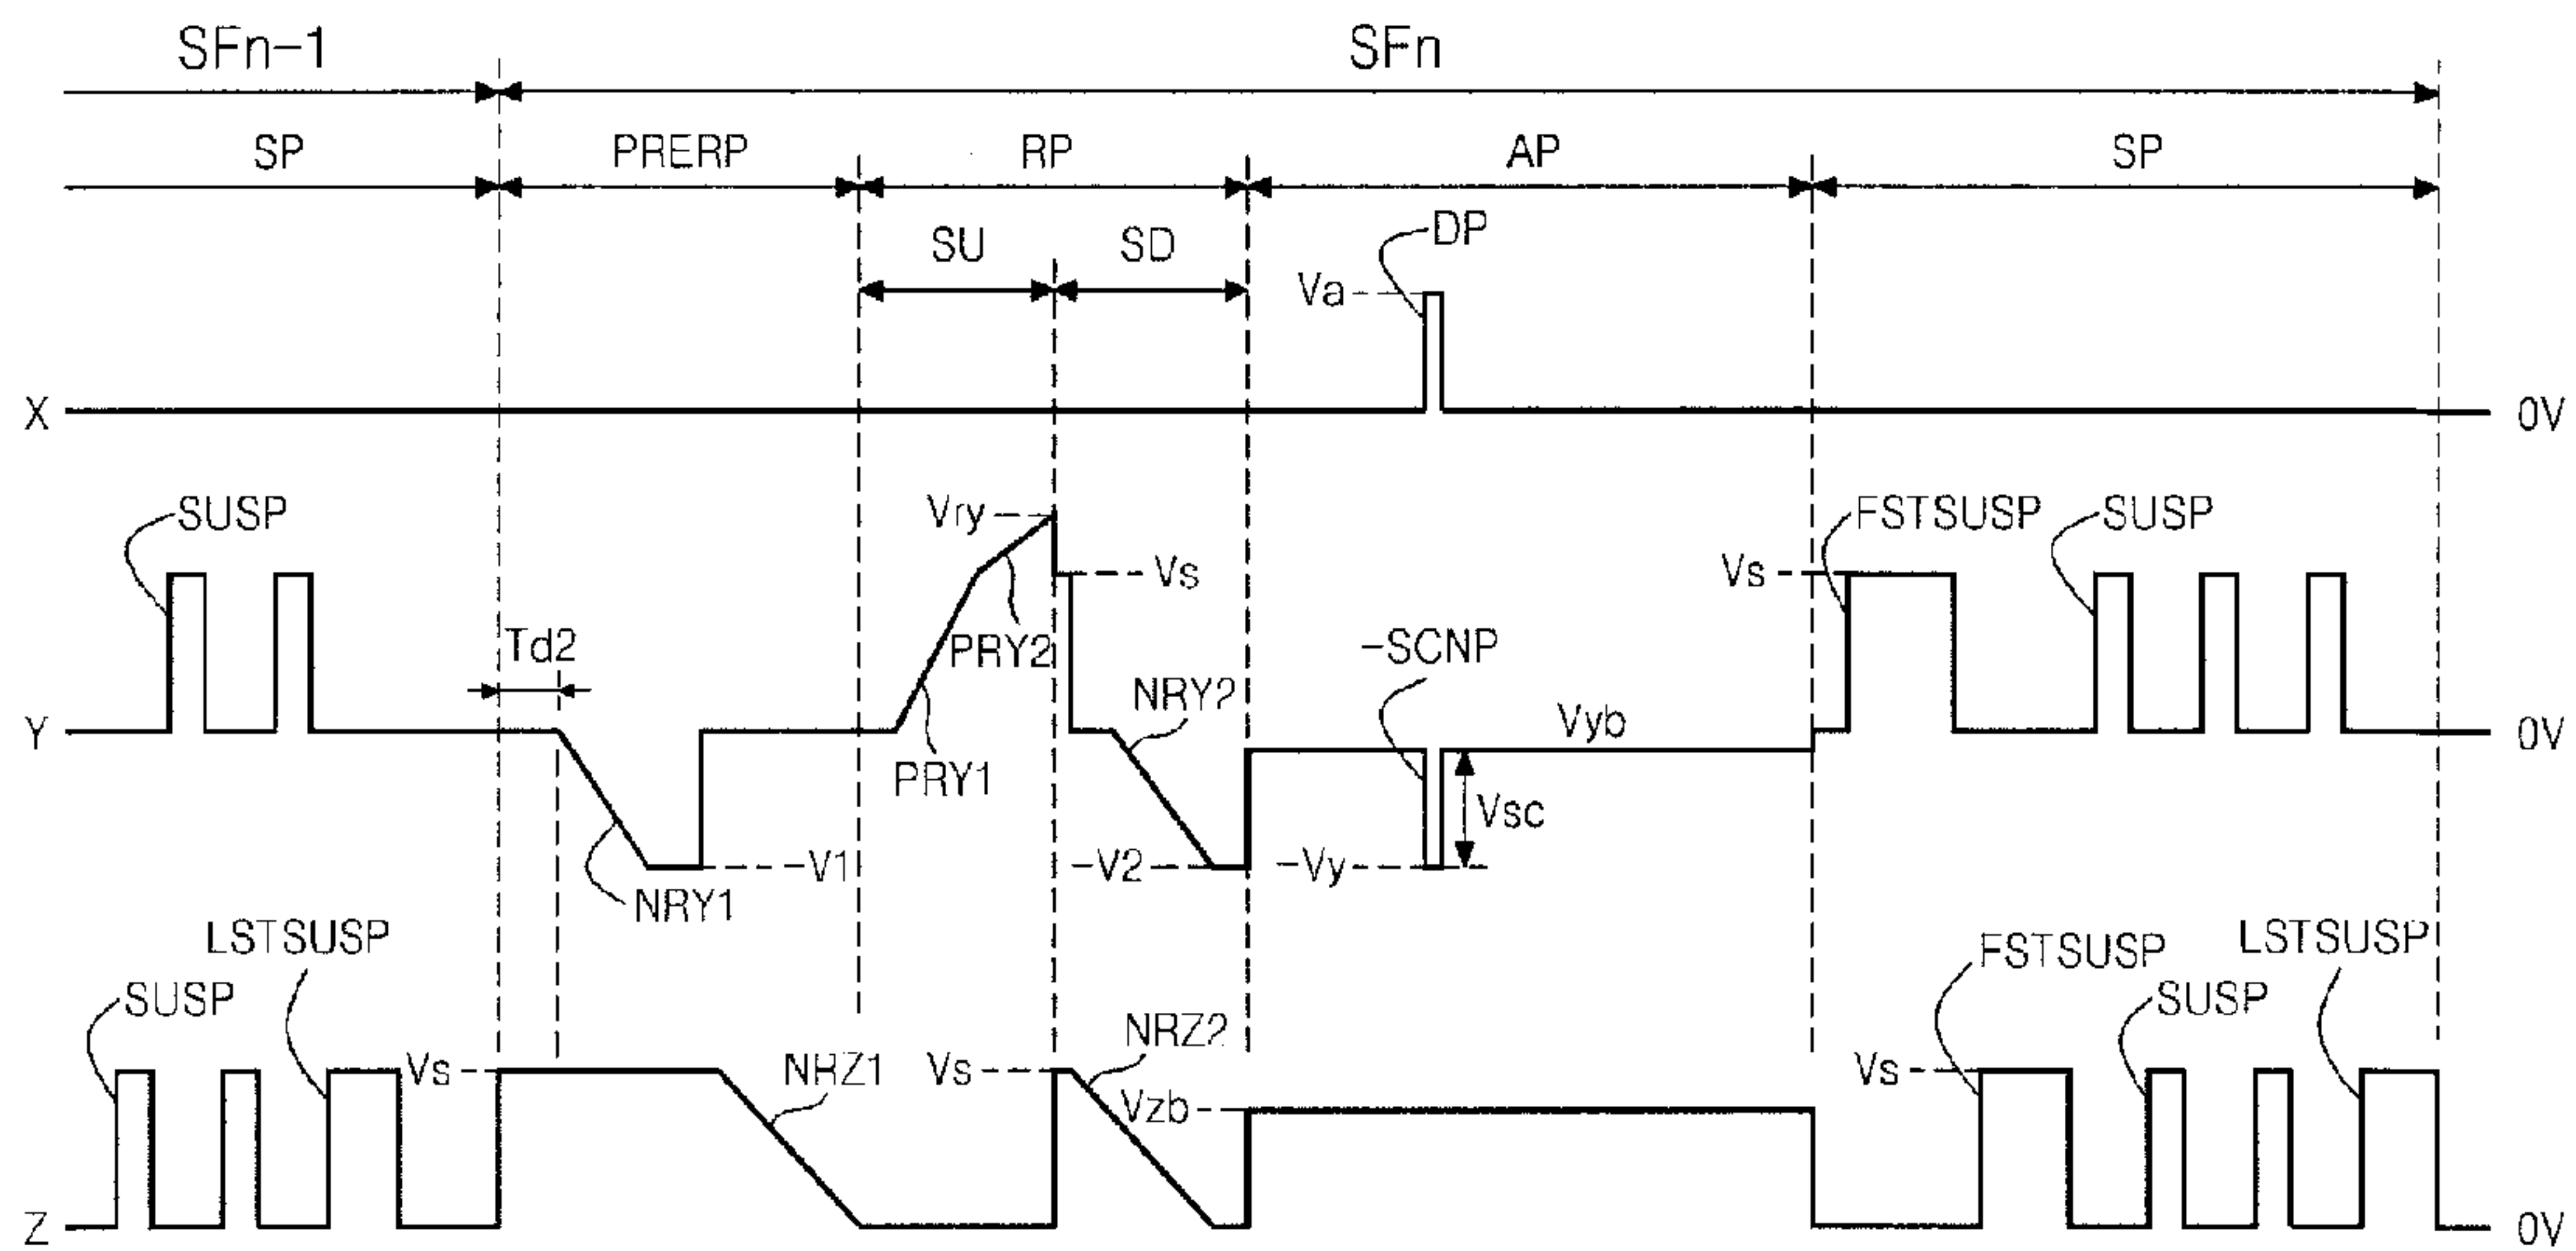 SFn-1 SFn
SP PRERP RP AP SP
SU SD DP
Va
X 0V
SUSP Vry FSTSUSP SUSP
Vs Vs
Td2 PRY2 -SCNP
NRY2
Y Vyb 0V
PRY1 Vsc
-V1 -V2 -Vy
NRY1
LSTSUSP LSTSUSP
FSTSUSP
SUSP SUSP
NRZ2
Vs NRZ1 Vs Vs
Vzb
Z 0V